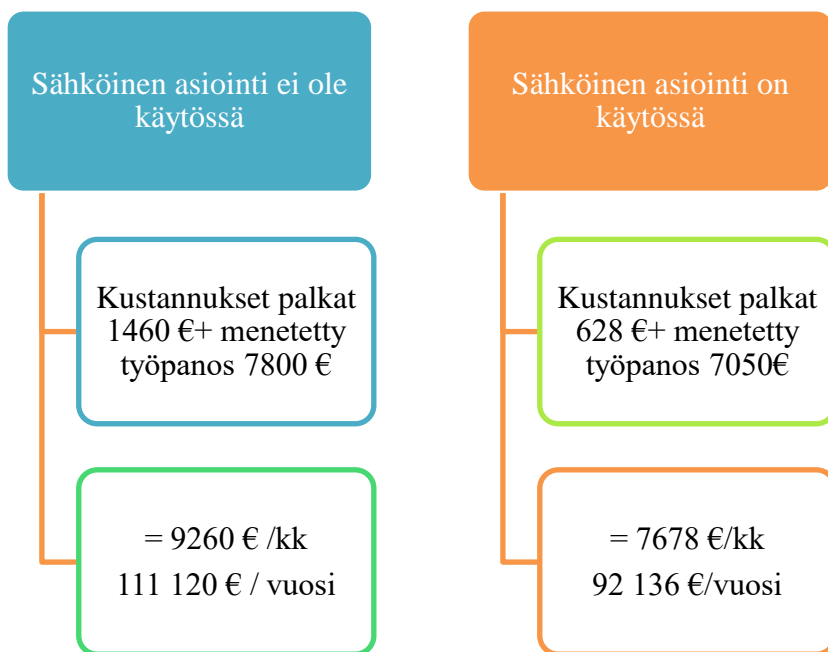 Sähköinen asiointi ei ole
käytössä
Kustannukset palkat
1460 €+ menetetty
työpanos 7800 €
= 9260 € /kk
111 120 € / vuosi
Sähköinen asiointi on
käytössä
Kustannukset palkat
628 €+ menetetty
työpanos 7050€
= 7678 €/kk
92 136 €/vuosi